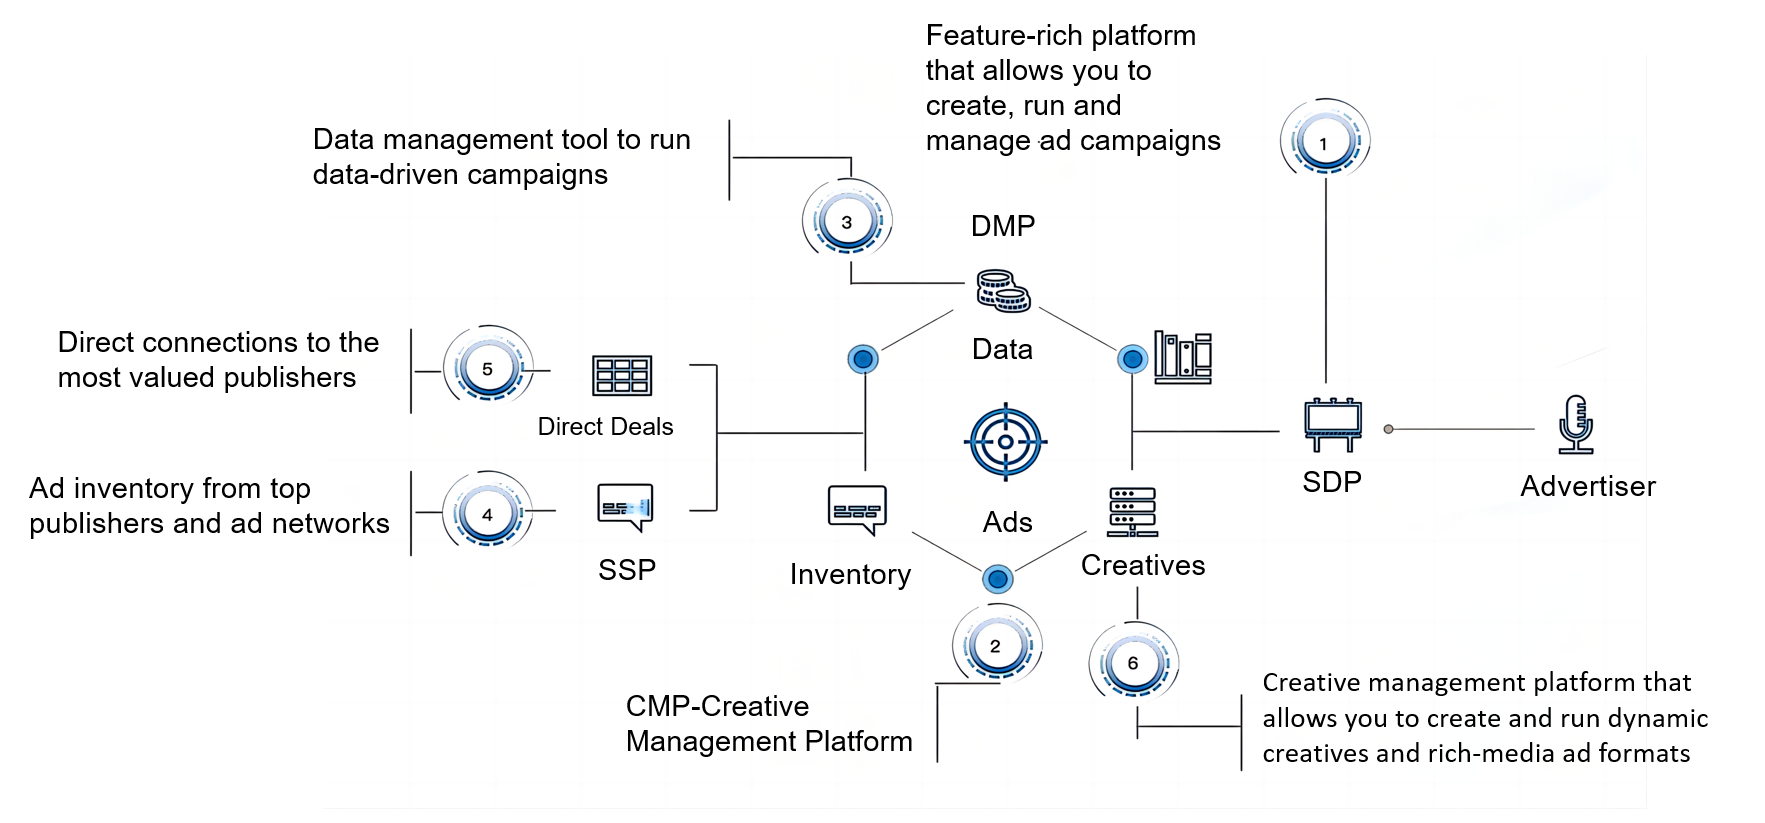 Feature-rich platform
that allows you to
create, run and
manage ad campaigns
1
Data management tool to run
data-driven campaigns
3
DMP
Data
Direct connections to the
most valued publishers
5
Direct Deals
Ad inventory from top
publishers and ad networks
4
SSP
Inventory
Ads
Creatives
SDP
Advertiser
2
CMP-Creative
Management Platform
6
Creative management platform that
allows you to create and run dynamic
creatives and rich-media ad formats